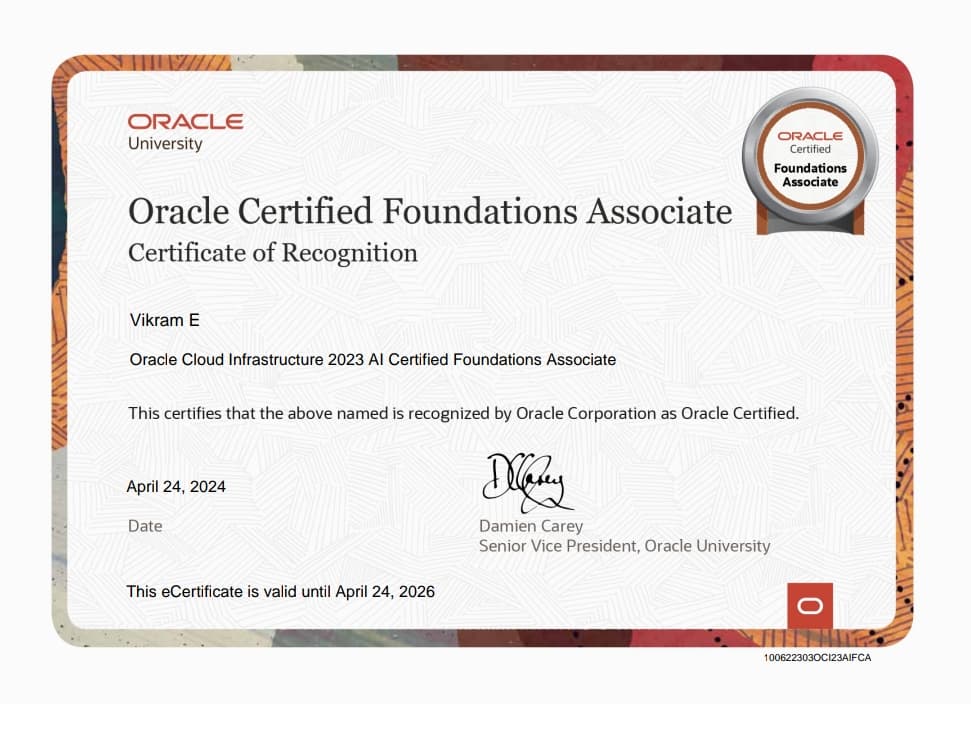 ORACLE
University
ORACLE
Certified
Foundations
Associate
Oracle Certified Foundations Associate
Certificate of Recognition
Vikram E
Oracle Cloud Infrastructure 2023 AI Certified Foundations Associate
This certifies that the above named is recognized by Oracle Corporation as Oracle Certified.
April 24, 2024
Date
DCarey
Damien Carey
Senior Vice President, Oracle University
This eCertificate is valid until April 24, 2026
100622303OCI23AIFCA